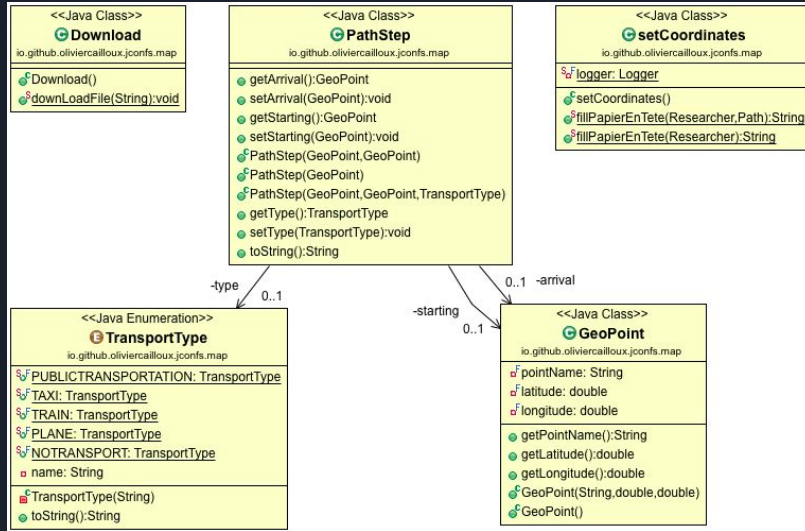 <<Java Class>>
Download
io.github.oliviercailloux.jconfs.map
Download()
downLoadFile(String):void
<<Java Class>>
PathStep
io.github.oliviercailloux.jconfs.map
getArrival():GeoPoint
setArrival(GeoPoint):void
getStarting():GeoPoint
setStarting(GeoPoint):void
PathStep(GeoPoint,GeoPoint)
PathStep(GeoPoint)
PathStep(GeoPoint,GeoPoint,TransportType)
getType():TransportType
setType(TransportType):void
toString():String
<<Java Class>>
setCoordinates
io.github.oliviercailloux.jconfs.map
logger: Logger
setCoordinates()
fillPapierEnTete(Researcher,Path):String
fillPapierEnTete(Researcher):String
-type
0..1
-starting
0..1
0..1 -arrival
<<Java Enumeration>>
TransportType
io.github.oliviercailloux.jconfs.map
PUBLICTRANSPORTATION: TransportType
TAXI: TransportType
TRAIN: TransportType
PLANE: TransportType
NOTRANSPORT: TransportType
name: String
TransportType(String)
toString():String
<<Java Class>>
GeoPoint
io.github.oliviercailloux.jconfs.map
pointName: String
latitude: double
longitude: double
getPointName():String
getLatitude():double
getLongitude():double
GeoPoint(String,double,double)
GeoPoint()